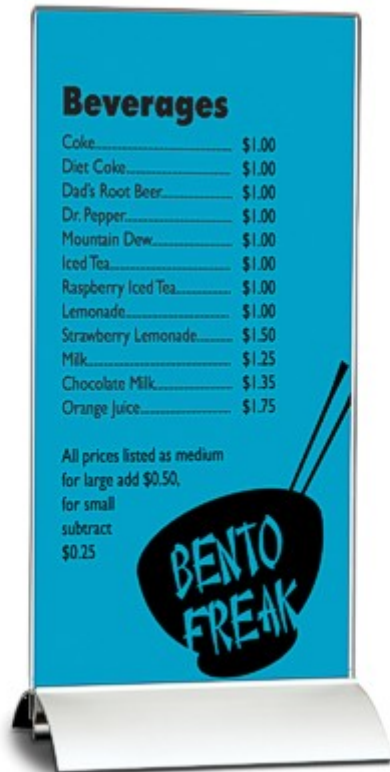 Beverages
Coke................................ $1.00
Diet Coke........................ $1.00
Dad's Root Beer................ $1.00
Dr. Pepper........................ $1.00
Mountain Dew.................. $1.00
Iced Tea............................ $1.00
Raspberry Iced Tea............ $1.00
Lemonade........................ $1.00
Strawberry Lemonade........ $1.50
Milk.................................. $1.25
Chocolate Milk.................. $1.35
Orange Juice.................... $1.75
All prices listed as medium
for large add $0.50,
for small
subtract
$0.25
BENTO
FREAK